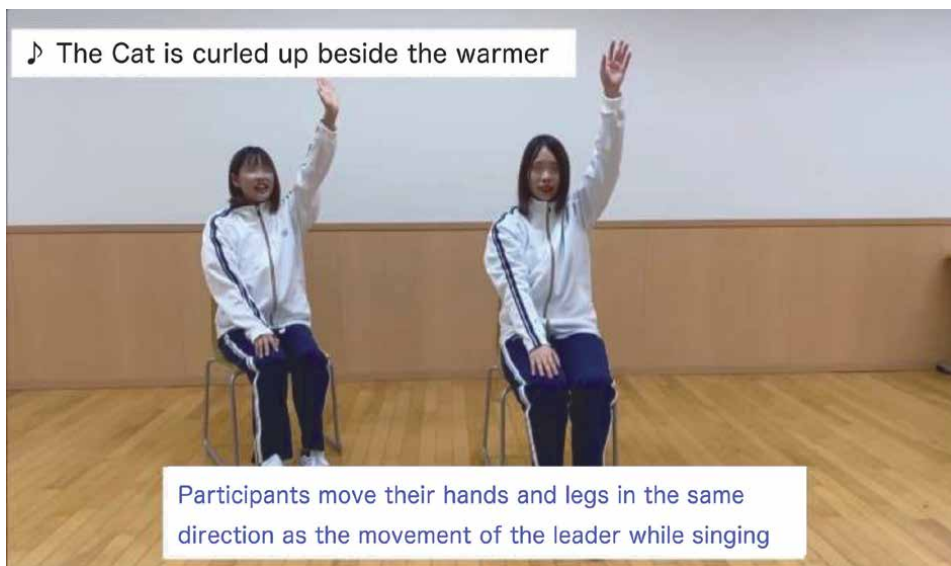 ♪ The Cat is curled up beside the warmer
Participants move their hands and legs in the same
direction as the movement of the leader while singing